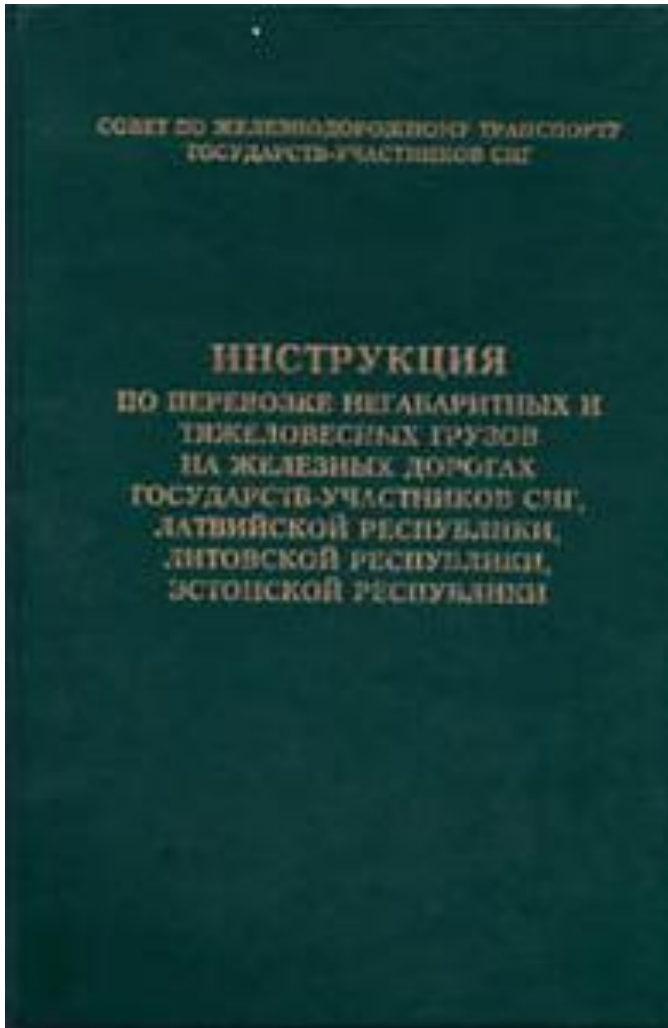 СОВЕТ ПО ЖЕЛЕЗНОДОРОЖНОМУ ТРАНСПОРТУ
ГОСУДАРСТВ-УЧАСТНИКОВ СНГ
ИНСТРУКЦИЯ
ПО ПЕРЕВОЗКЕ НЕГАБАРИТНЫХ И
ТЯЖЕЛОВЕСНЫХ ГРУЗОВ
НА ЖЕЛЕЗНЫХ ДОРОГАХ
ГОСУДАРСТВ-УЧАСТНИКОВ СНГ,
ЛАТВИЙСКОЙ РЕСПУБЛИКИ,
ЛИТОВСКОЙ РЕСПУБЛИКИ,
ЭСТОНСКОЙ РЕСПУБЛИКИ